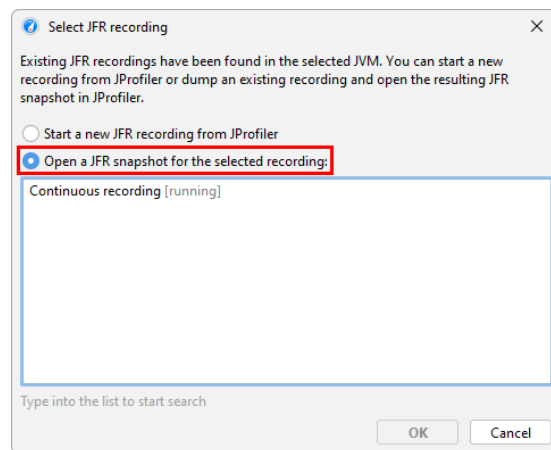 Select JFR recording
Existing JFR recordings have been found in the selected JVM. You can start a new
recording from JProfiler or dump an existing recording and open the resulting JFR
snapshot in JProfiler.
Start a new JFR recording from JProfiler
Open a JFR snapshot for the selected recording:
Continuous recording [running]
Type into the list to start search
OK
Cancel